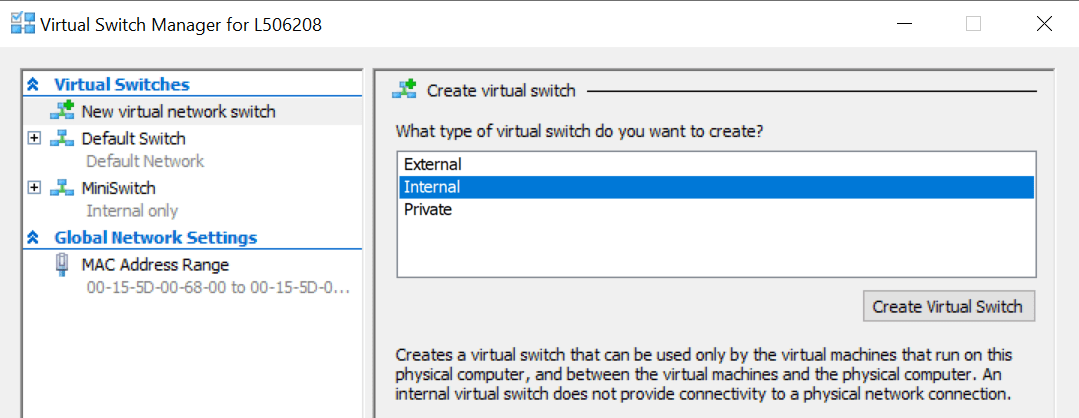 Virtual Switch Manager for L506208
Virtual Switches
New virtual network switch
Default Switch
Default Network
MiniSwitch
Internal only
Global Network Settings
MAC Address Range
00-15-5D-00-68-00 to 00-15-5D-0...
Create virtual switch
What type of virtual switch do you want to create?
External
Internal
Private
Create Virtual Switch
Creates a virtual switch that can be used only by the virtual machines that run on this
physical computer, and between the virtual machines and the physical computer. An
internal virtual switch does not provide connectivity to a physical network connection.